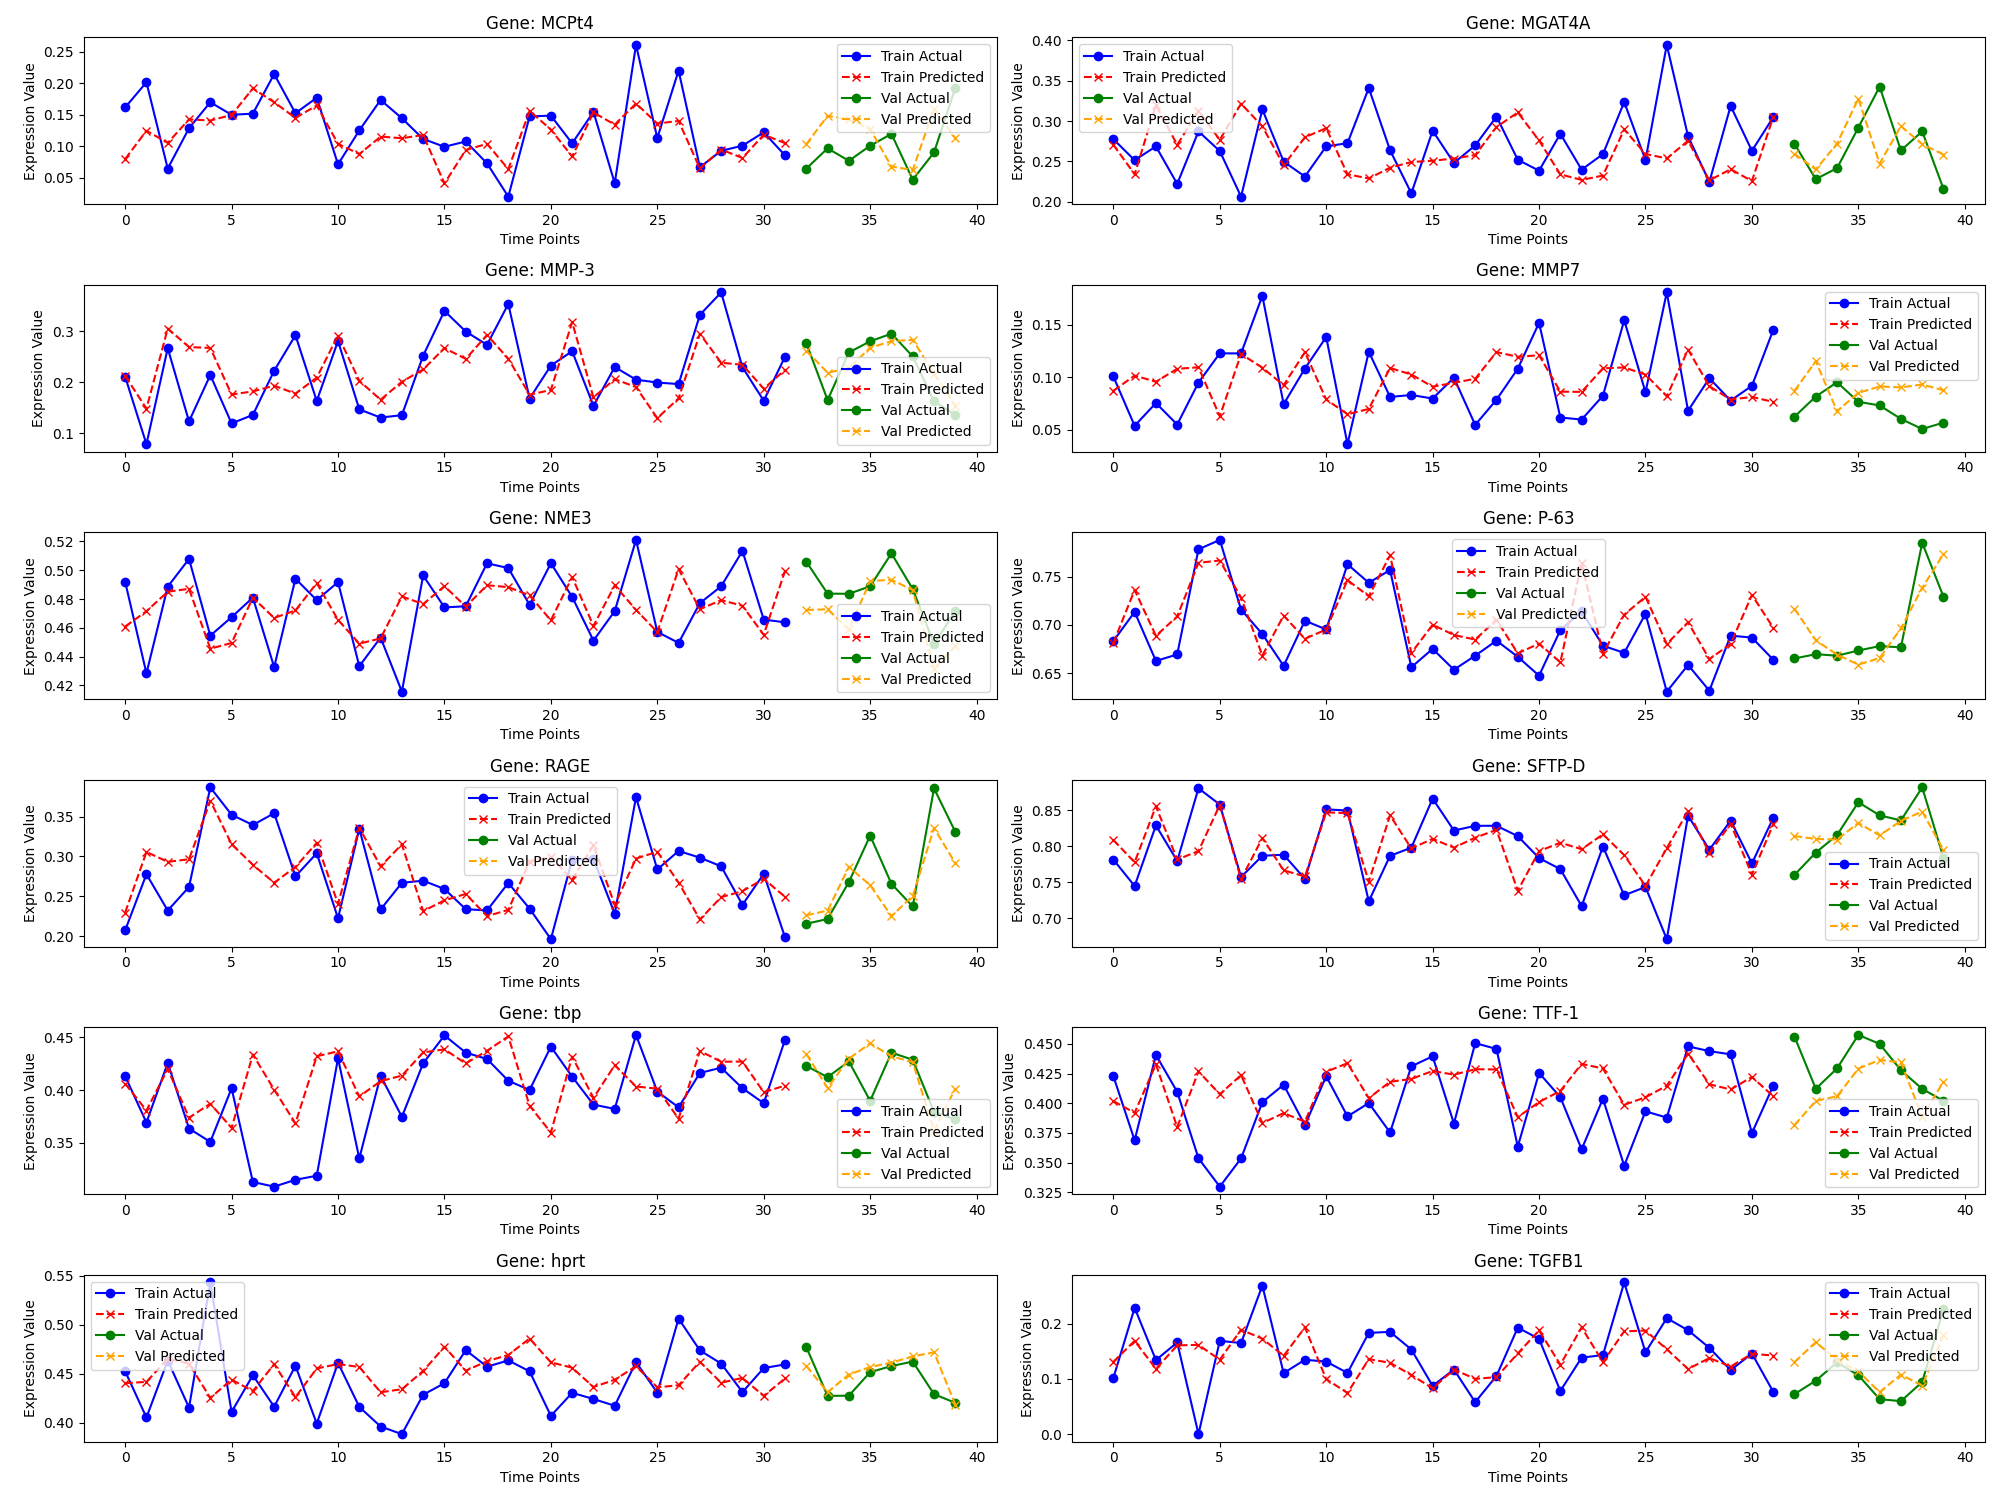 Gene: MCPt4
Expression Value
0.25
0.20
0.15
0.10
0.05
Train Actual
Train Predicted
Val Actual
Val Predicted
0 5 10 15 20 25 30 35 40
Time Points
Gene: MGAT4A
Expression Value
0.40
0.35
0.30
0.25
0.20
Train Actual
Train Predicted
Val Actual
Val Predicted
0 5 10 15 20 25 30 35 40
Time Points
Gene: MMP-3
Expression Value
0.3
0.2
0.1
Train Actual
Train Predicted
Val Actual
Val Predicted
0 5 10 15 20 25 30 35 40
Time Points
Gene: MMP7
Expression Value
0.15
0.10
0.05
Train Actual
Train Predicted
Val Actual
Val Predicted
0 5 10 15 20 25 30 35 40
Time Points
Gene: NME3
Expression Value
0.52
0.50
0.48
0.46
0.44
0.42
Train Actual
Train Predicted
Val Actual
Val Predicted
0 5 10 15 20 25 30 35 40
Time Points
Gene: P-63
Expression Value
0.75
0.70
0.65
Train Actual
Train Predicted
Val Actual
Val Predicted
0 5 10 15 20 25 30 35 40
Time Points
Gene: RAGE
Expression Value
0.35
0.30
0.25
0.20
Train Actual
Train Predicted
Val Actual
Val Predicted
0 5 10 15 20 25 30 35 40
Time Points
Gene: SFTP-D
Expression Value
0.85
0.80
0.75
0.70
Train Actual
Train Predicted
Val Actual
Val Predicted
0 5 10 15 20 25 30 35 40
Time Points
Gene: tbp
Expression Value
0.45
0.40
0.35
Train Actual
Train Predicted
Val Actual
Val Predicted
0 5 10 15 20 25 30 35 40
Time Points
Gene: TTF-1
Expression Value
0.450
0.425
0.400
0.375
0.350
0.325
Train Actual
Train Predicted
Val Actual
Val Predicted
0 5 10 15 20 25 30 35 40
Time Points
Gene: hprt
Expression Value
0.55
0.50
0.45
0.40
Train Actual
Train Predicted
Val Actual
Val Predicted
0 5 10 15 20 25 30 35 40
Time Points
Gene: TGFB1
Expression Value
0.2
0.1
0.0
Train Actual
Train Predicted
Val Actual
Val Predicted
0 5 10 15 20 25 30 35 40
Time Points